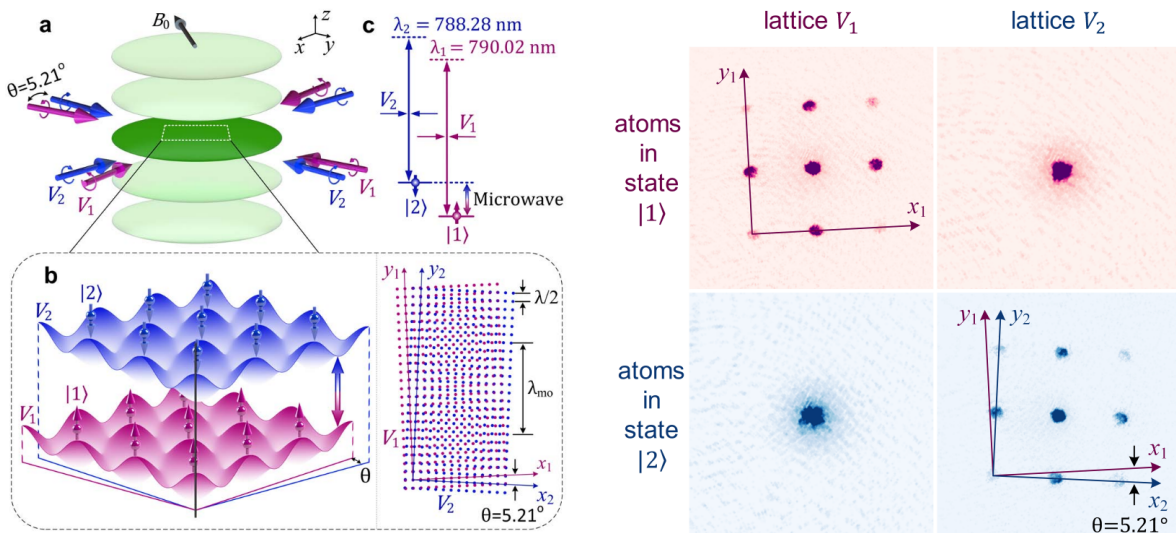 a
B₀
z
x
y
θ=5.21°
V₂
V₁
V₂
V₁
c
λ₂ = 788.28 nm
λ₁ = 790.02 nm
V₂
V₁
Microwave
|2⟩
|1⟩
b
|2⟩
V₂
|1⟩
V₁
θ
y₁
y₂
λ/2
λmo
V₁
x₁
x₂
V₂
θ=5.21°
lattice V₁
lattice V₂
atoms
in
state
|1⟩
y₁
x₁
atoms
in
state
|2⟩
y₁
y₂
x₁
x₂
θ=5.21°